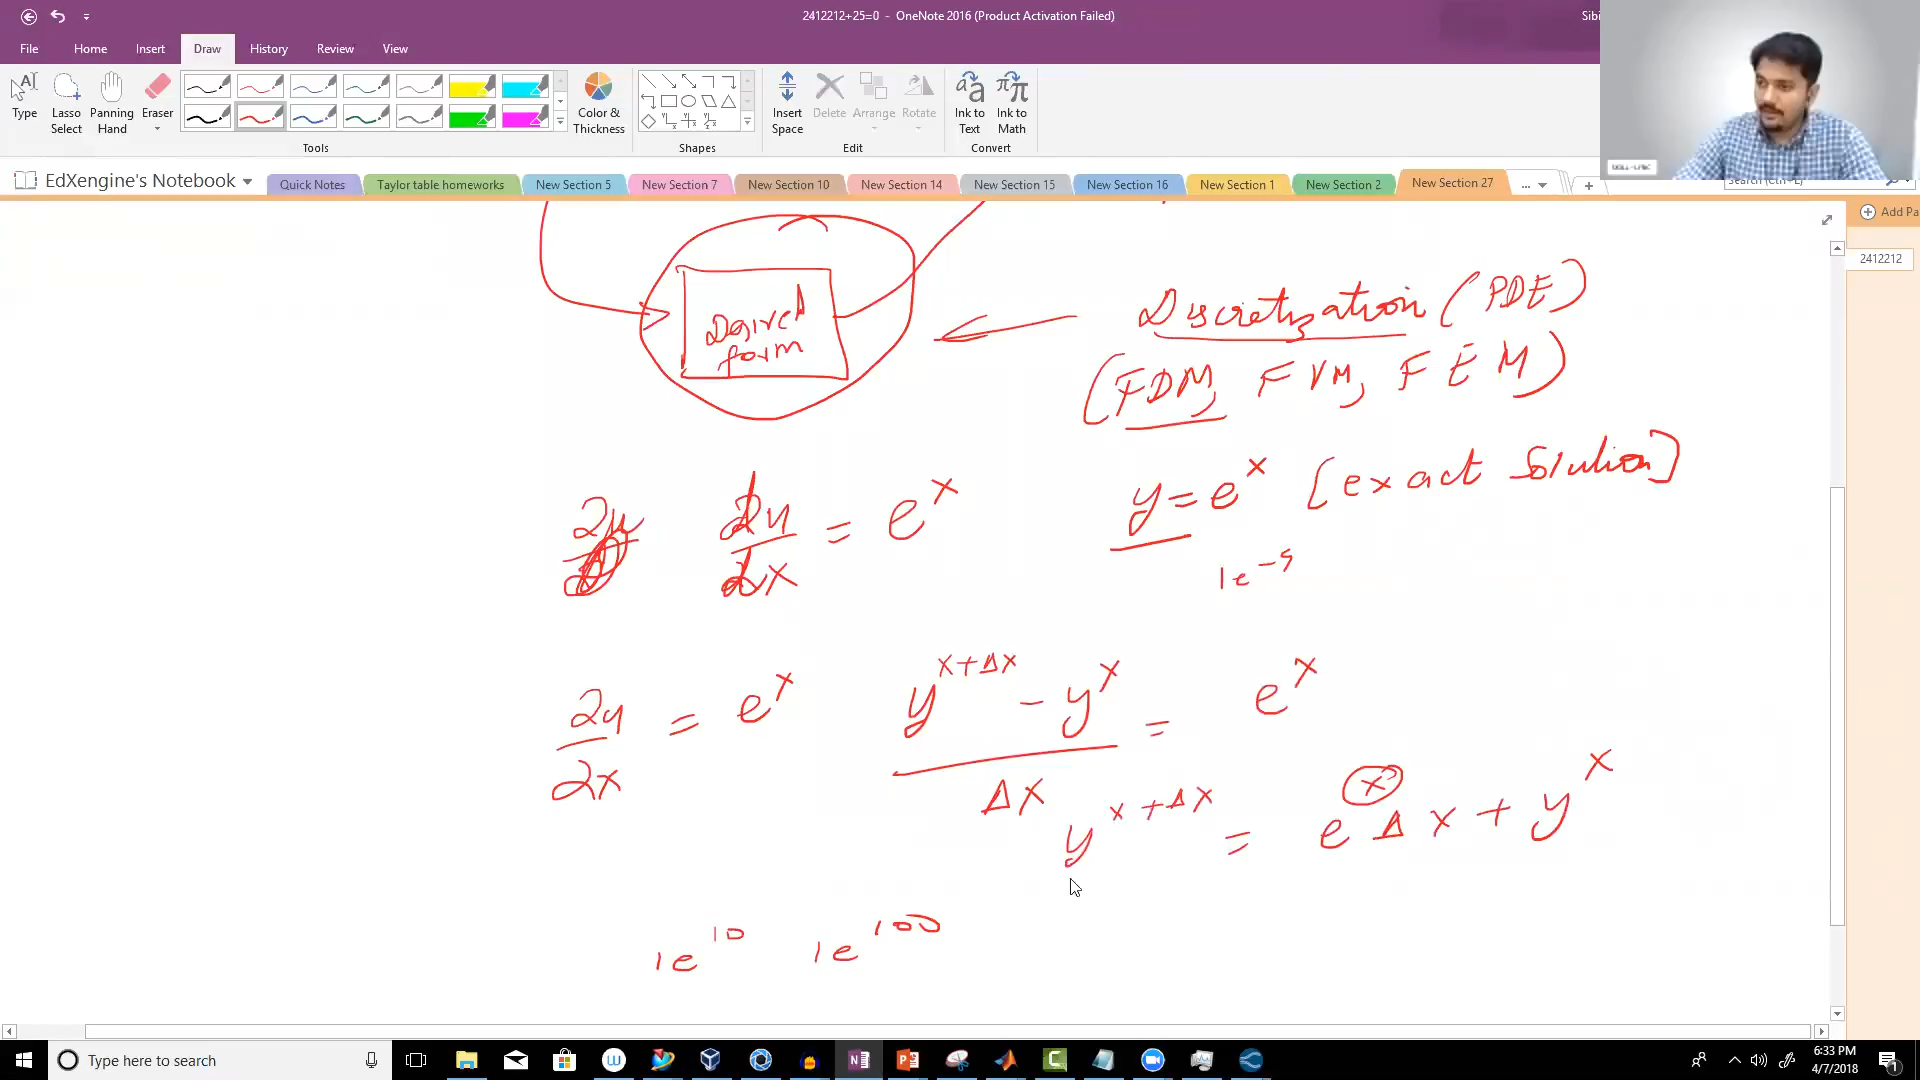 2412212+25=0 - OneNote 2016 (Product Activation Failed)
File Home Insert Draw History Review View
Type Lasso Select Panning Hand Eraser Color & Thickness Insert Space Delete Arrange Rotate Ink to Text Ink to Math
Tools Shapes Edit Convert
EdXengine's Notebook Quick Notes Taylor table homeworks New Section 5 New Section 7 New Section 10 New Section 14 New Section 15 New Section 16 New Section 1 New Section 2 New Section 27 ...
Search (Ctrl+E)
Add Pa
2412212
Desired form
Discretization (PDE)
(FDM, FVM, FEM)
∂y/∂x = e^x
y = e^x [exact solution]
1e^-5
∂y/∂x = e^x
(y^(x+Δx) - y^x)/Δx = e^x
y^(x+Δx) = e^x Δx + y^x
1e^10 1e^100
Type here to search
6:33 PM
4/7/2018